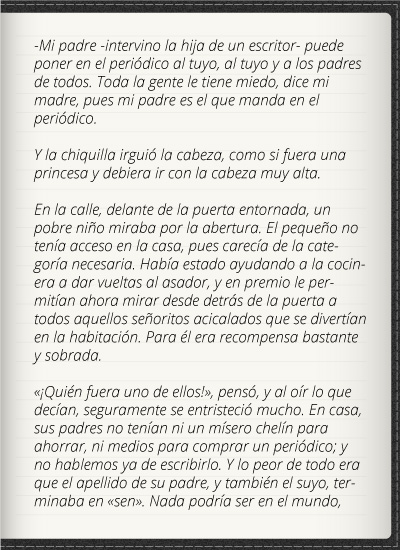 -Mi padre -intervino la hija de un escritor- puede
poner en el periódico al tuyo, al tuyo y a los padres
de todos. Toda la gente le tiene miedo, dice mi
madre, pues mi padre es el que manda en el
periódico.
Y la chiquilla irguió la cabeza, como si fuera una
princesa y debiera ir con la cabeza muy alta.
En la calle, delante de la puerta entornada, un
pobre niño miraba por la abertura. El pequeño no
tenía acceso en la casa, pues carecía de la cate-
goría necesaria. Había estado ayudando a la cocin-
era a dar vueltas al asador, y en premio le per-
mitían ahora mirar desde detrás de la puerta a
todos aquellos señoritos acicalados que se divertían
en la habitación. Para él era recompensa bastante
y sobrada.
«¡Quién fuera uno de ellos!», pensó, y al oír lo que
decían, seguramente se entristeció mucho. En casa,
sus padres no tenían ni un mísero chelín para
ahorrar, ni medios para comprar un periódico; y
no hablemos ya de escribirlo. Y lo peor de todo era
que el apellido de su padre, y también el suyo, ter-
minaba en «sen». Nada podría ser en el mundo,